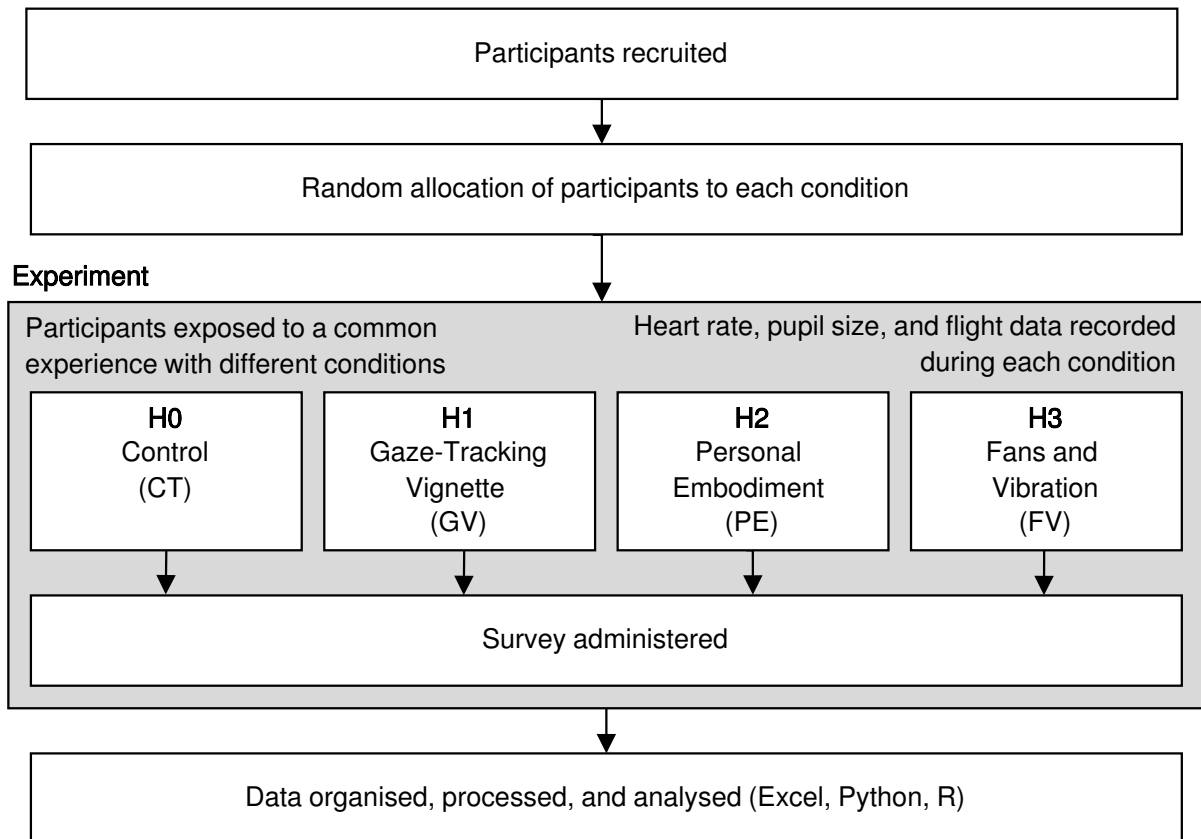 Participants recruited
Random allocation of participants to each condition
Experiment
Participants exposed to a common
experience with different conditions
Heart rate, pupil size, and flight data recorded
during each condition
H0
Control
(CT)
H1
Gaze-Tracking
Vignette
(GV)
H2
Personal
Embodiment
(PE)
H3
Fans and
Vibration
(FV)
Survey administered
Data organised, processed, and analysed (Excel, Python, R)